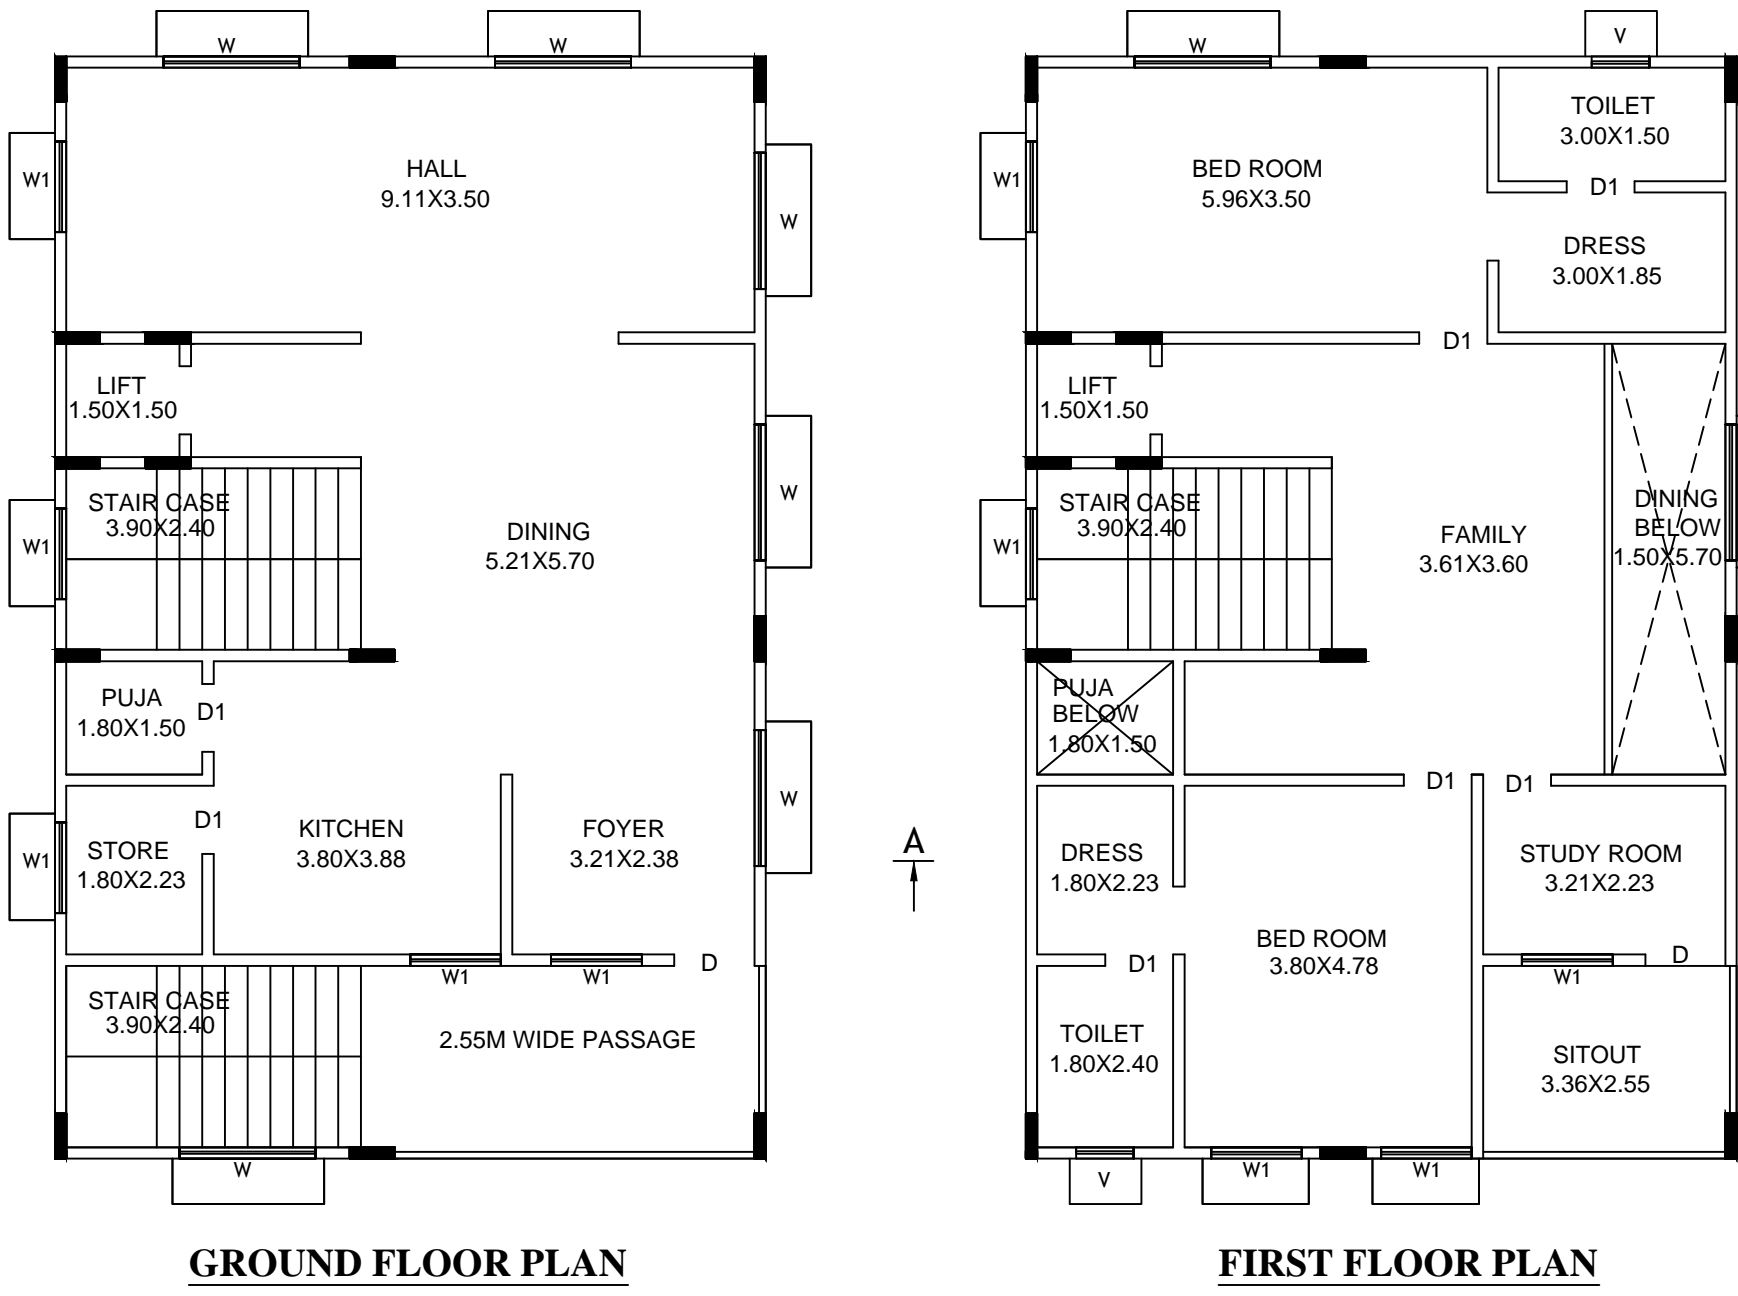 W
W
W1
HALL
9.11X3.50
W
LIFT
1.50X1.50
STAIR CASE
3.90X2.40
W1
W
DINING
5.21X5.70
PUJA
1.80X1.50
D1
D1
W
STORE
1.80X2.23
W1
KITCHEN
3.80X3.88
FOYER
3.21X2.38
W1
W1
D
STAIR CASE
3.90X2.40
2.55M WIDE PASSAGE
W
GROUND FLOOR PLAN
A
W
V
TOILET
3.00X1.50
W1
BED ROOM
5.96X3.50
D1
DRESS
3.00X1.85
D1
LIFT
1.50X1.50
STAIR CASE
3.90X2.40
W1
FAMILY
3.61X3.60
DINING
BELOW
1.50X5.70
PUJA
BELOW
1.80X1.50
D1
D1
DRESS
1.80X2.23
STUDY ROOM
3.21X2.23
BED ROOM
3.80X4.78
D1
D
W1
TOILET
1.80X2.40
SITOUT
3.36X2.55
V
W1
W1
FIRST FLOOR PLAN